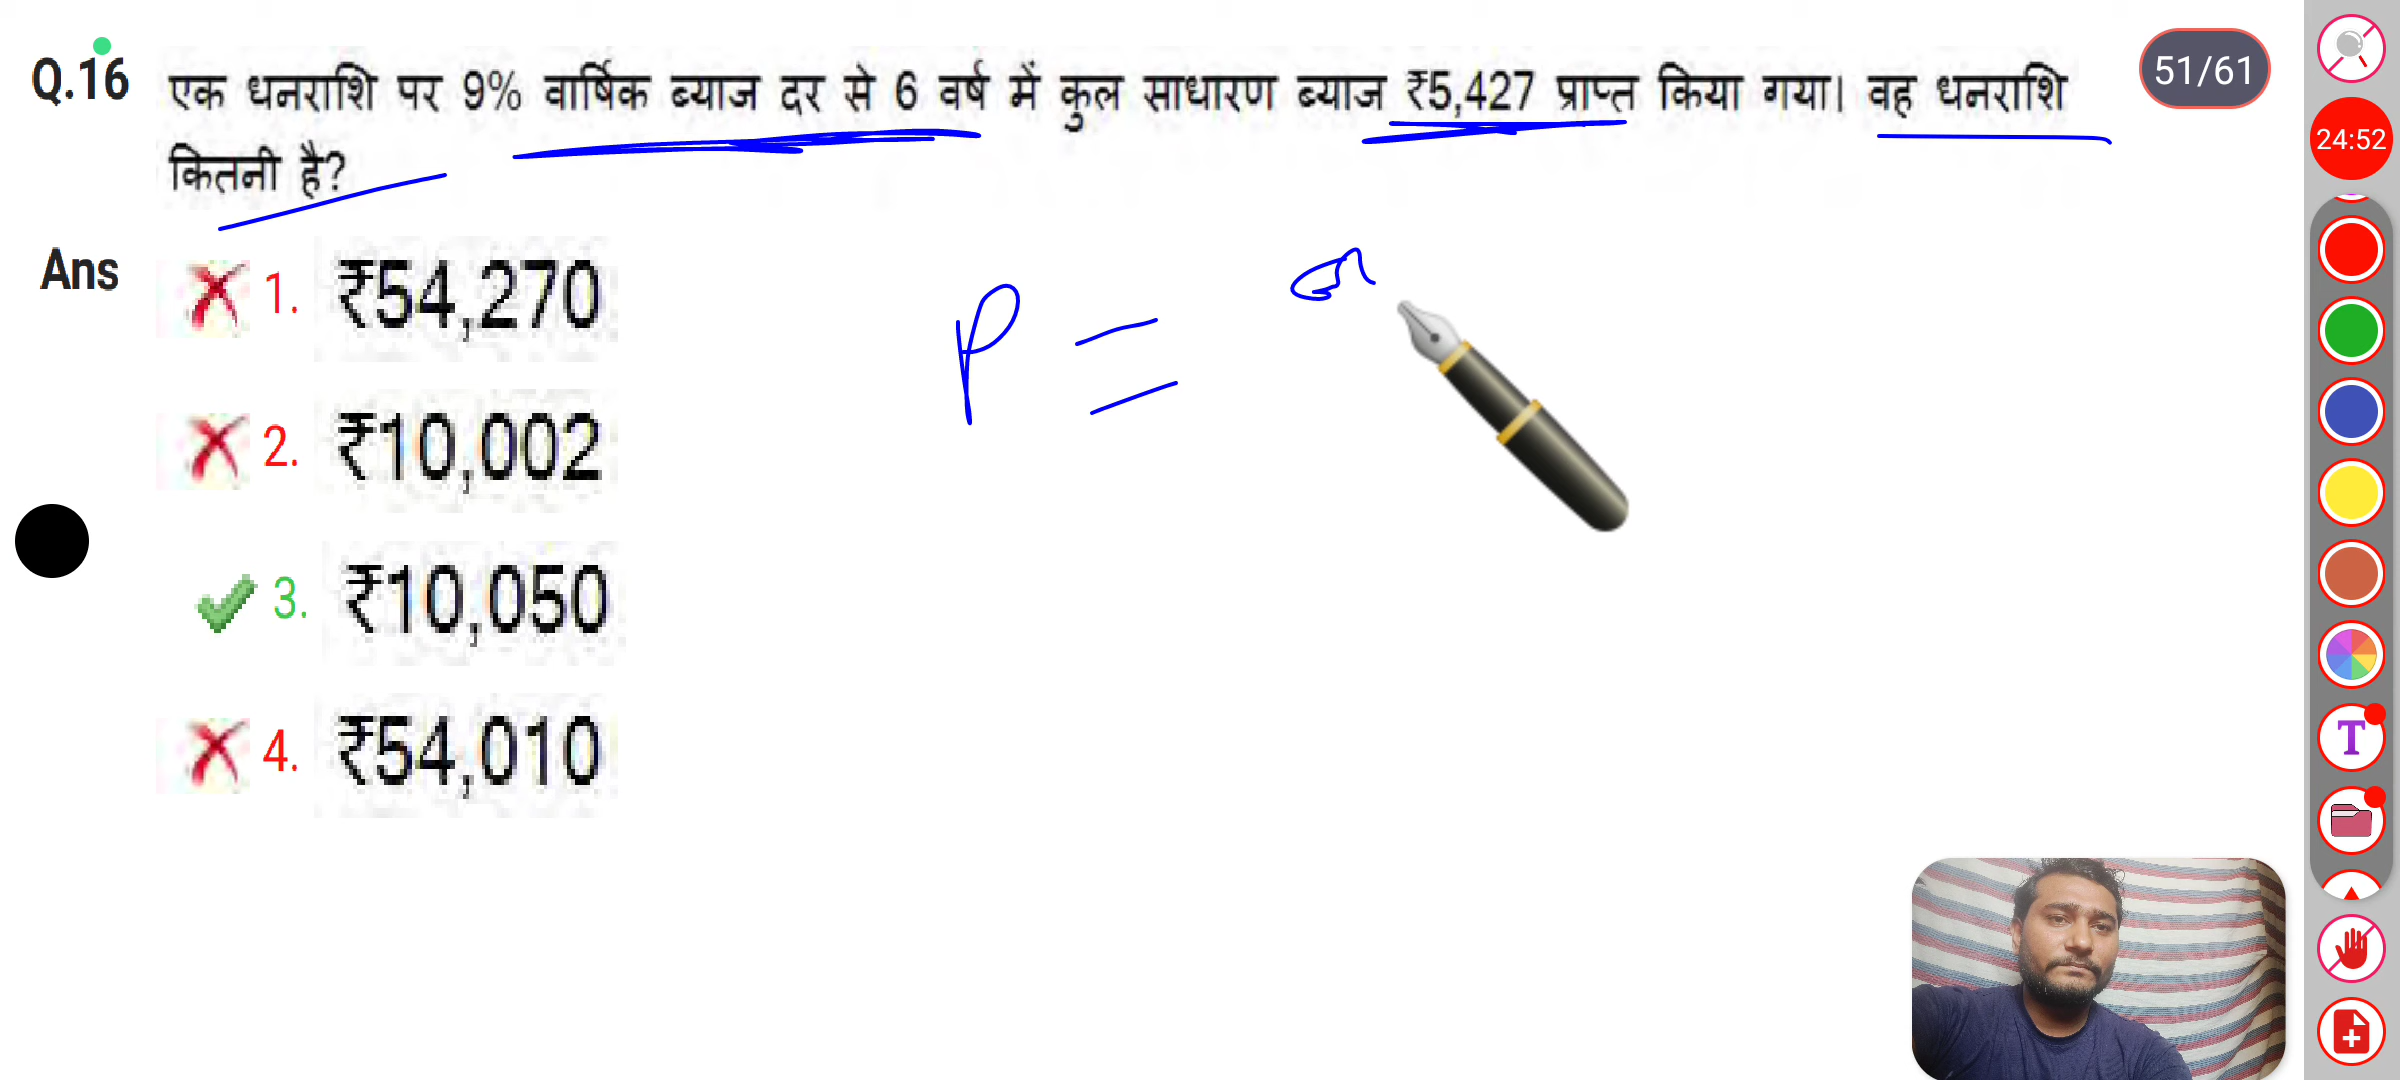 Q.16 एक धनराशि पर 9% वार्षिक ब्याज दर से 6 वर्ष में कुल साधारण ब्याज ₹5,427 प्राप्त किया गया। वह धनराशि
कितनी है?
51/61
24:52
Ans 1. ₹54,270
2. ₹10,002
3. ₹10,050
4. ₹54,010
P =
T